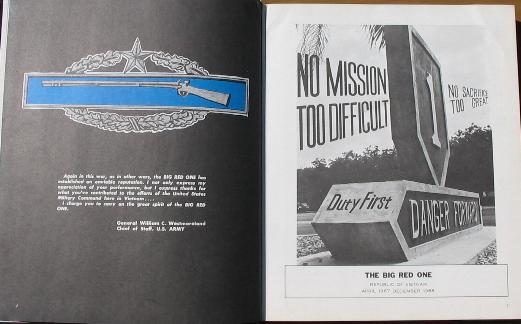 Again in this war, as in other wars, the BIG RED ONE has
established an enviable reputation. I not only express my
appreciation of your performance, but I express thanks for
what you've contributed to the efforts of the United States
Military Command here in Vietnam....
I charge you to carry on the great spirit of the BIG RED
ONE.
General William C. Westmoreland
Chief of Staff, U.S. ARMY
NO MISSION
TOO DIFFICULT
NO SACRIFICE
TOO GREAT
1
Duty First
DANGER FORWARD
THE BIG RED ONE
REPUBLIC OF VIETNAM
APRIL 1967 DECEMBER 1968